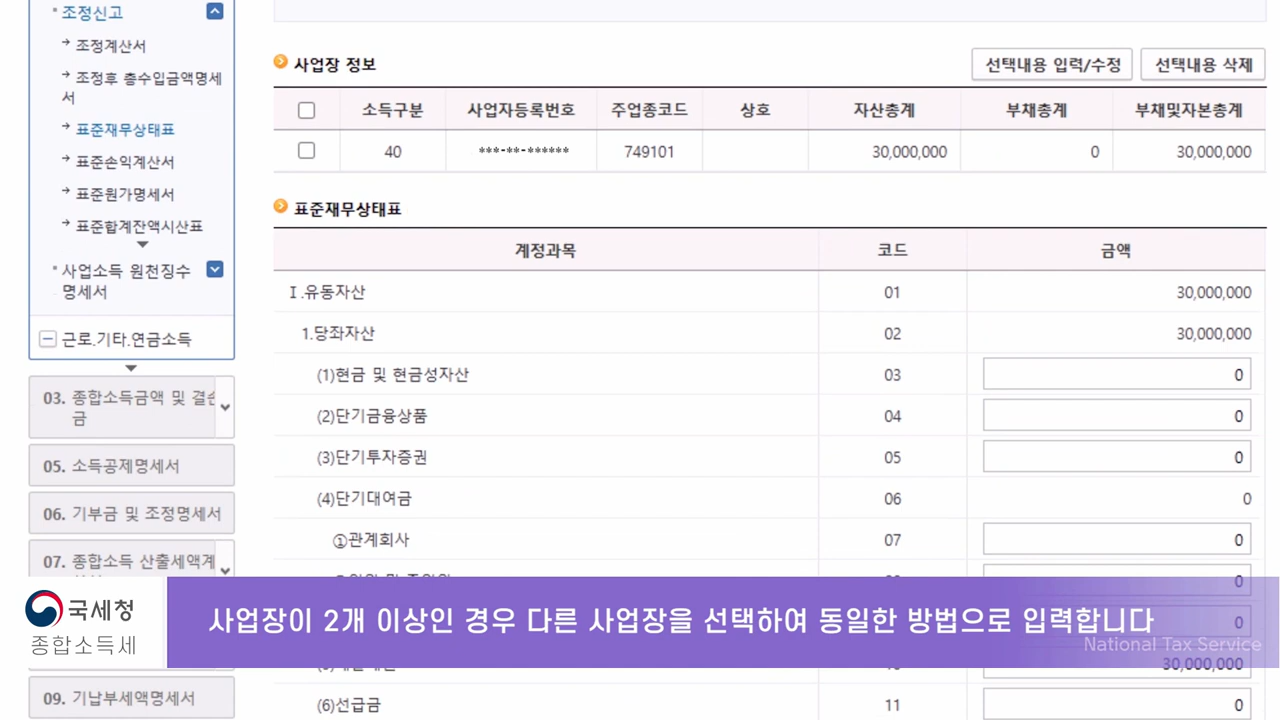 조정신고
조정계산서
조정후 총수입금액명세
서
표준재무상태표
표준손익계산서
표준원가명세서
표준합계잔액시산표
사업소득 원천징수
명세서
근로.기타.연금소득
03. 종합소득금액 및 결손
금
05. 소득공제명세서
06. 기부금 및 조정명세서
07. 종합소득 산출세액계
09. 기납부세액명세서
사업장 정보
선택내용 입력/수정 선택내용 삭제
소득구분 사업자등록번호 주업종코드 상호 자산총계 부채총계 부채및자본총계
40 ***-**-****** 749101 30,000,000 0 30,000,000
표준재무상태표
계정과목 코드 금액
Ⅰ.유동자산 01 30,000,000
1.당좌자산 02 30,000,000
(1)현금 및 현금성자산 03 0
(2)단기금융상품 04 0
(3)단기투자증권 05 0
(4)단기대여금 06 0
①관계회사 07 0
0
0
30,000,000
(6)선급금 11 0
국세청
종합소득세
사업장이 2개 이상인 경우 다른 사업장을 선택하여 동일한 방법으로 입력합니다
National Tax Service